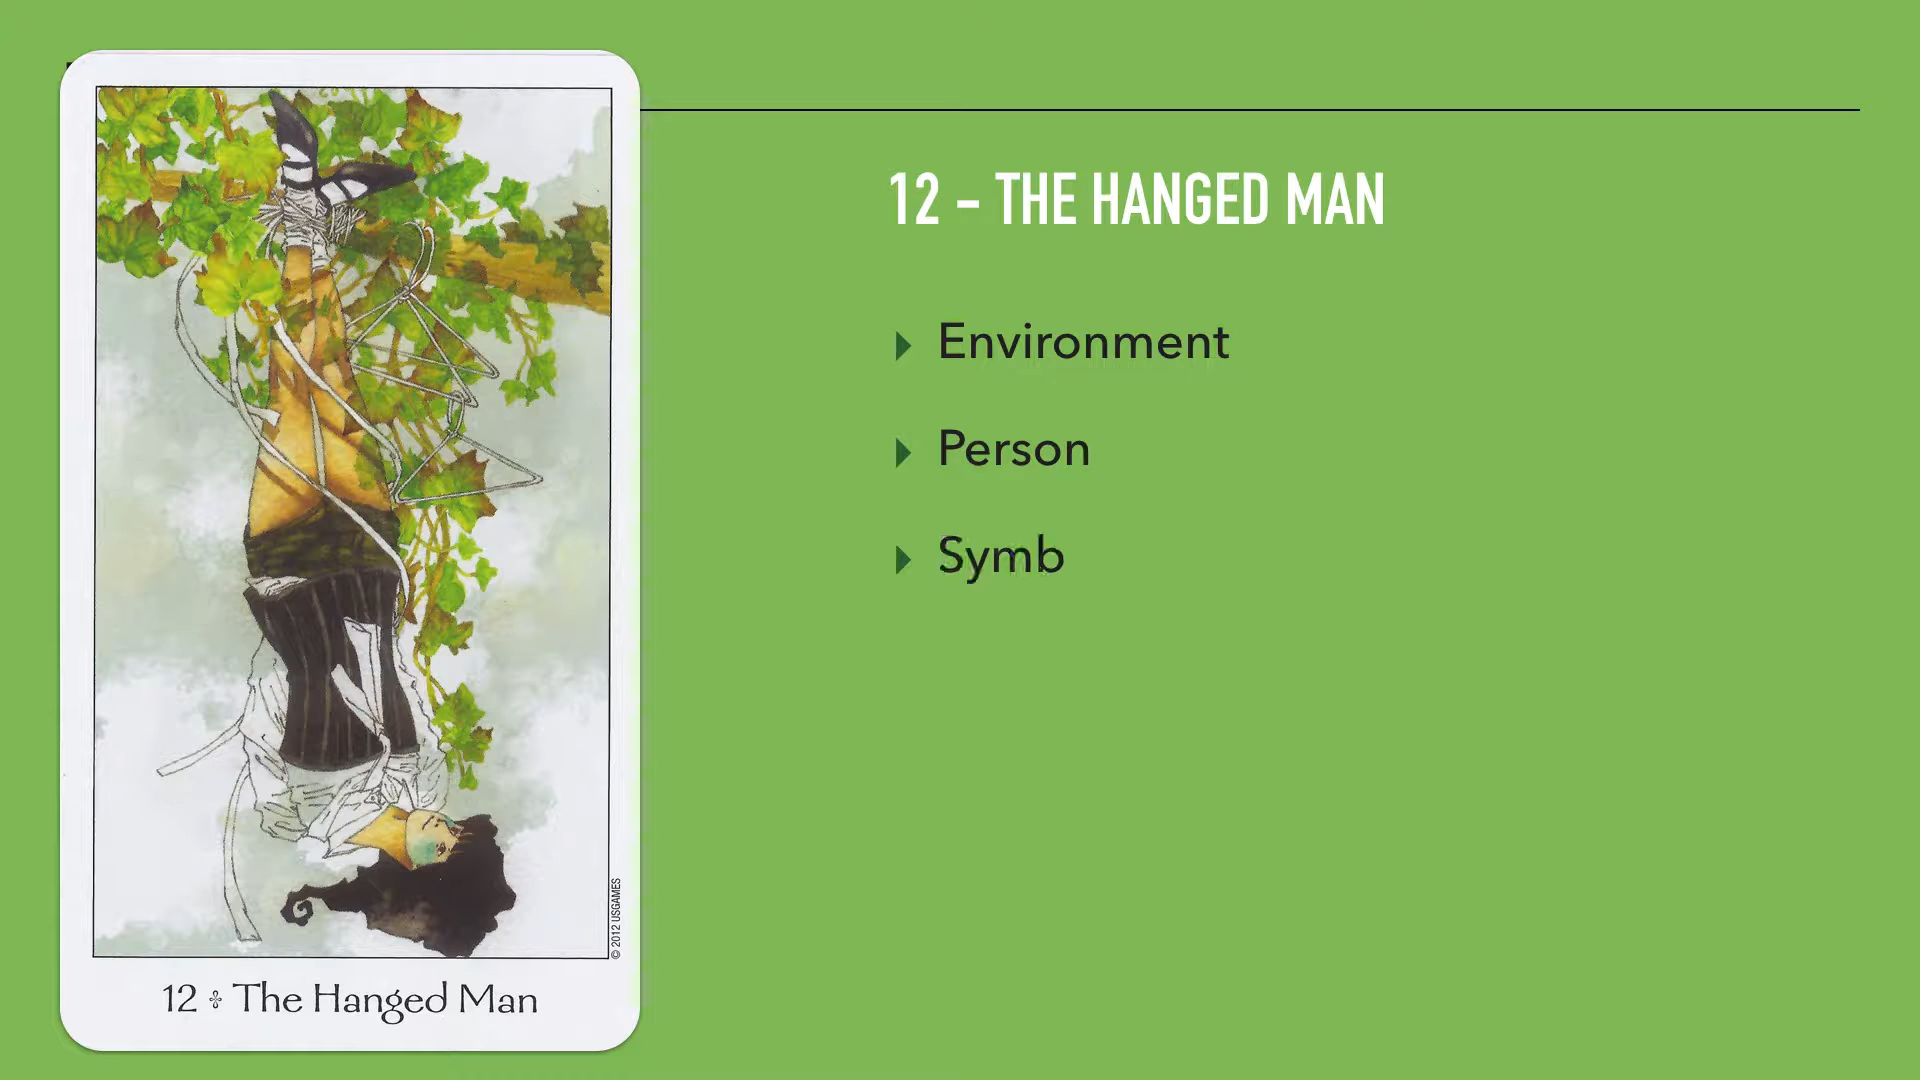 12 – THE HANGED MAN
Environment
Person
Symb
© 2012 USGAMES
12 ✣ The Hanged Man